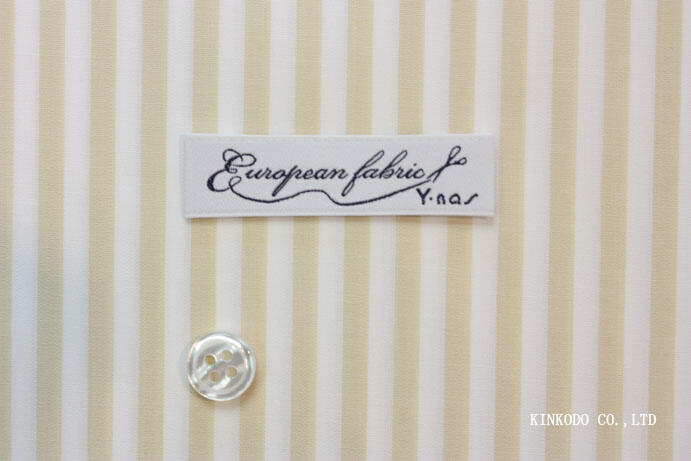 European fabric
Y.nas
KINKODO CO.,LTD